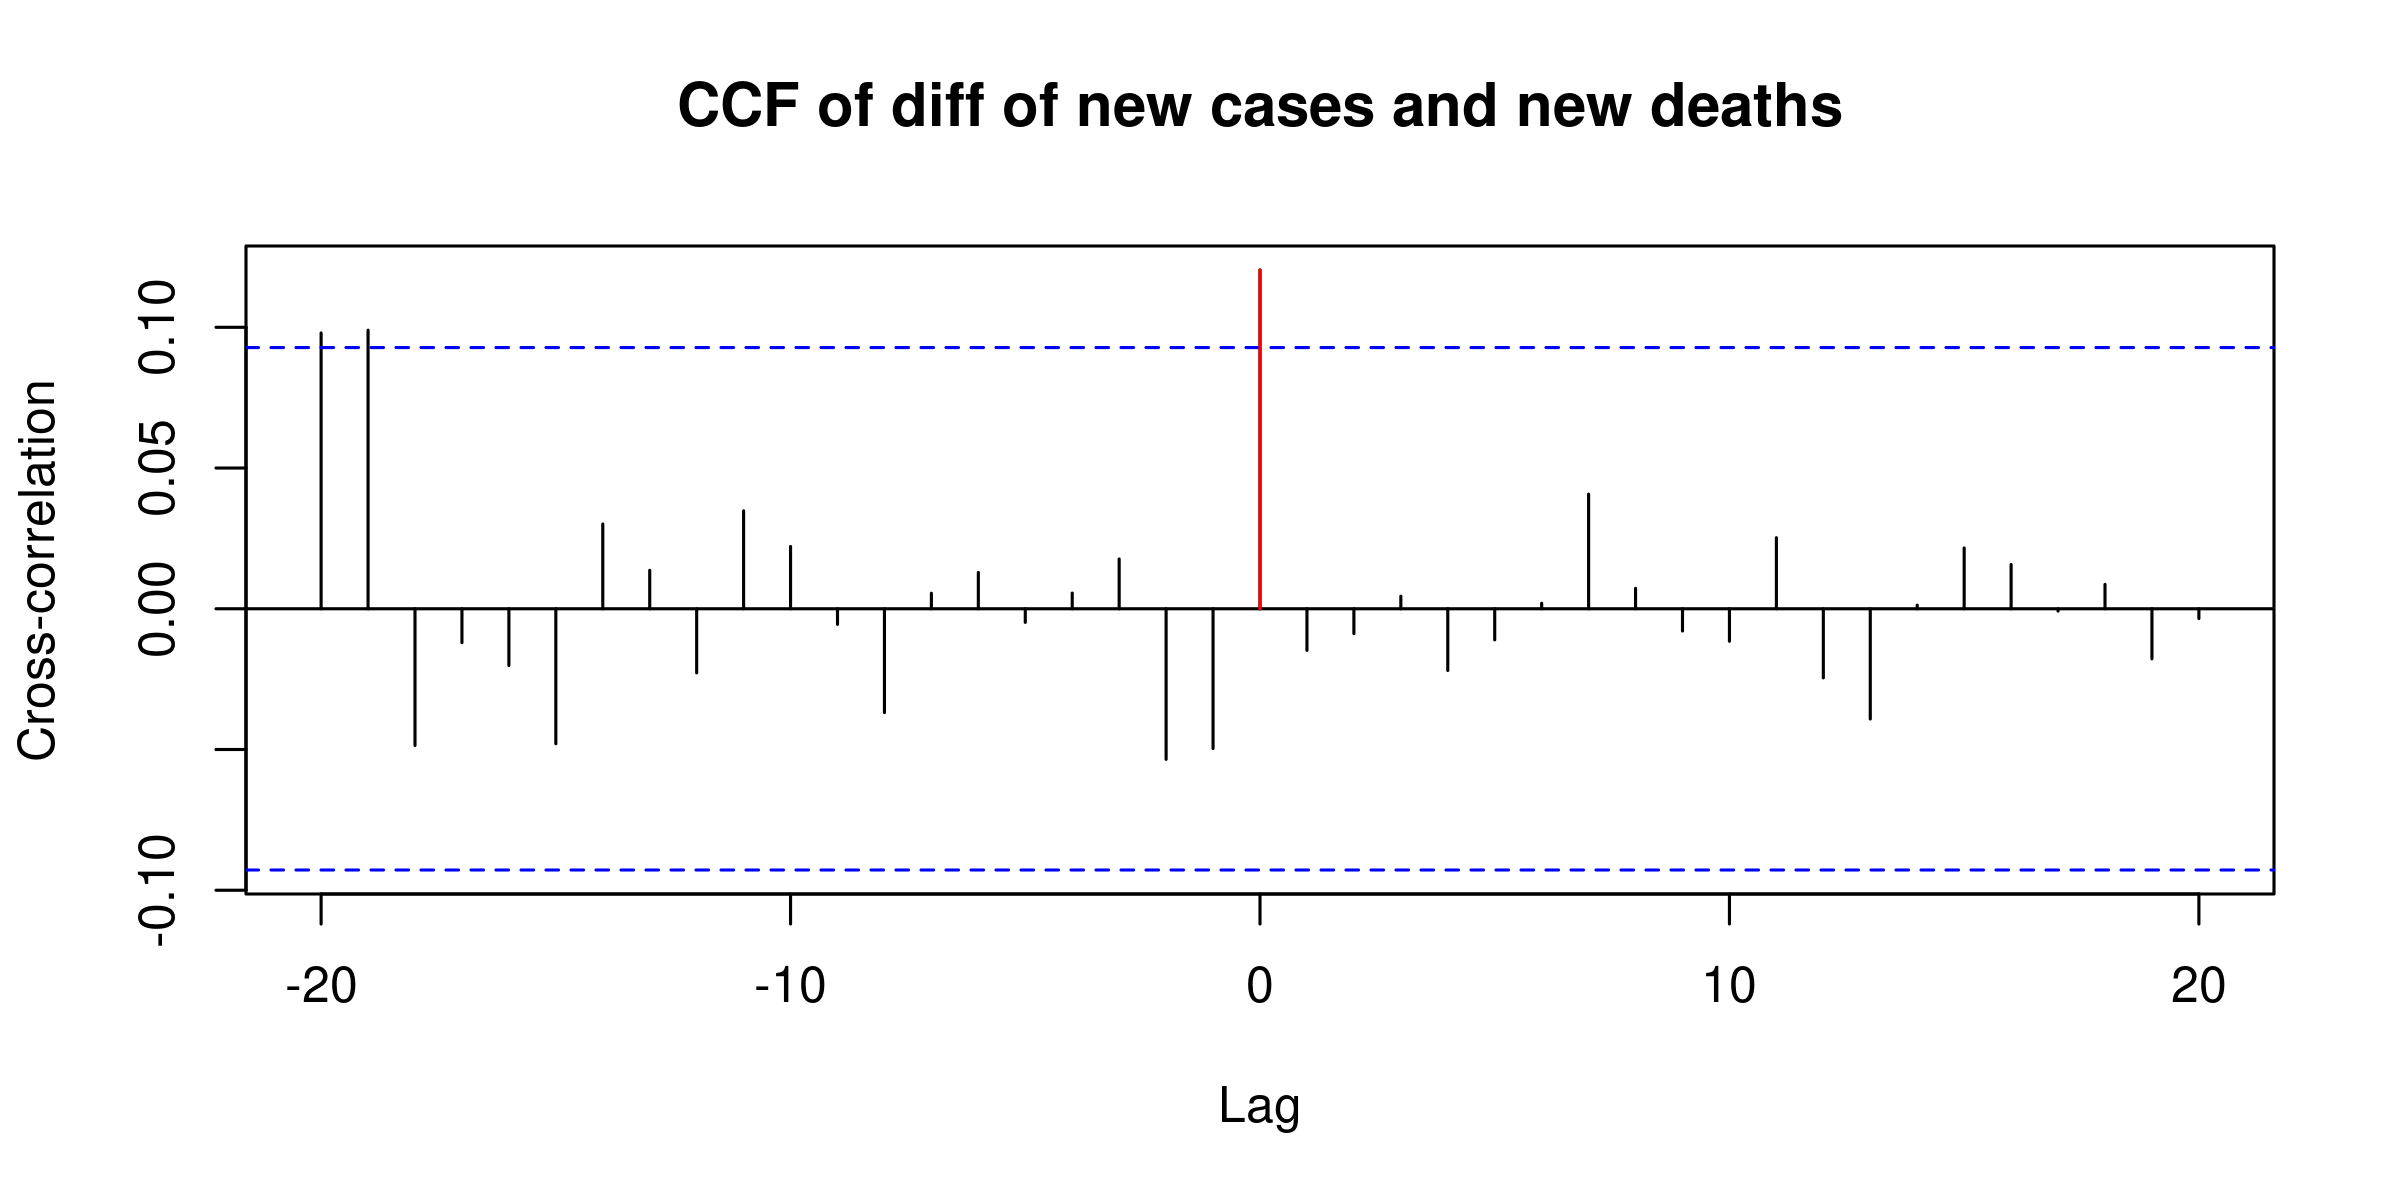 CCF of diff of new cases and new deaths
Cross-correlation
0.10
0.05
0.00
-0.10
-20 -10 0 10 20
Lag